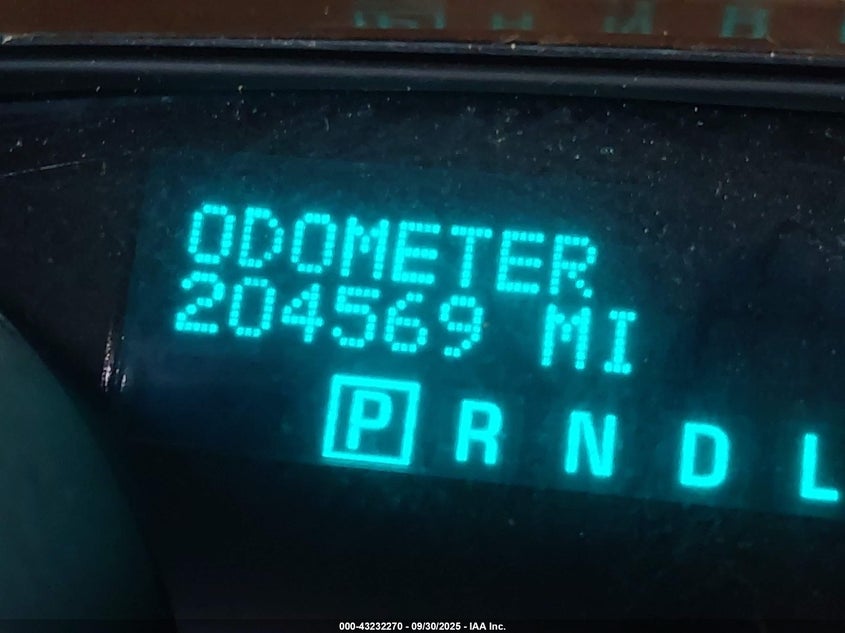 ODOMETER
204569 MI
P R N D L
000-43232270 - 09/30/2025 - IAA Inc.